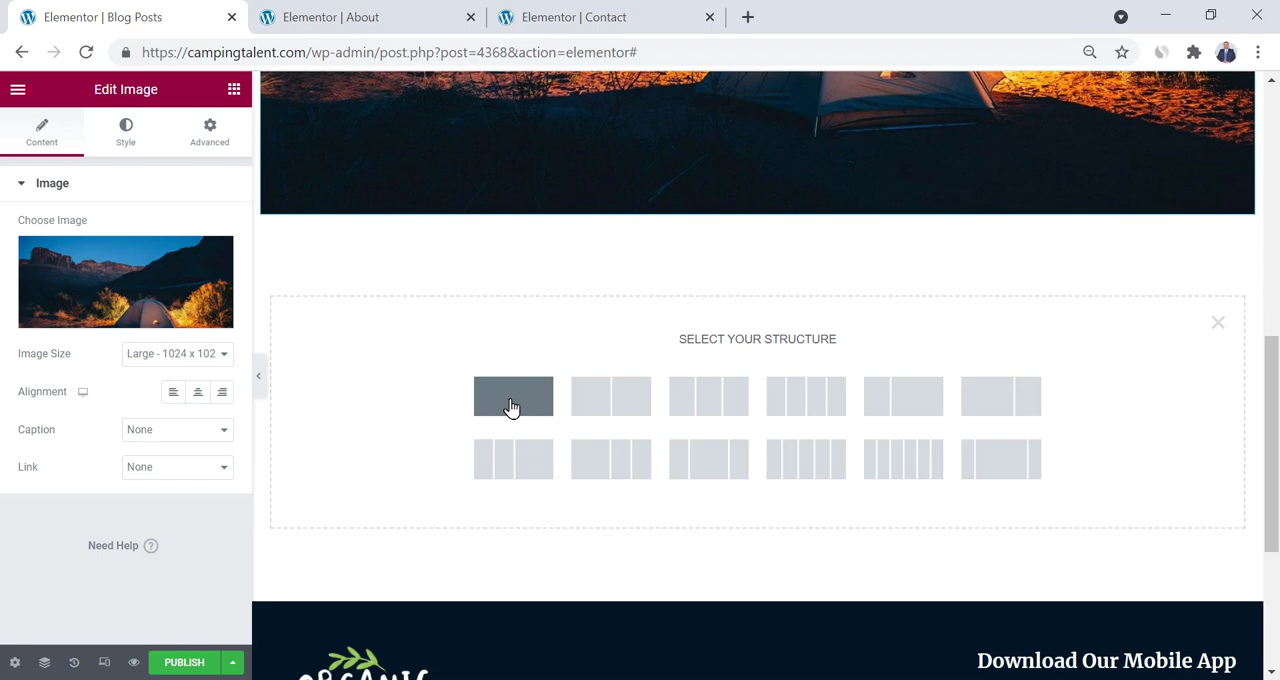 Elementor | Blog Posts
Elementor | About
Elementor | Contact
https://campingtalent.com/wp-admin/post.php?post=4368&action=elementor#
Edit Image
Content
Style
Advanced
Image
Choose Image
Image Size
Large - 1024 x 102
Alignment
Caption
None
Link
None
Need Help ?
PUBLISH
SELECT YOUR STRUCTURE
ORGANIC
Download Our Mobile App